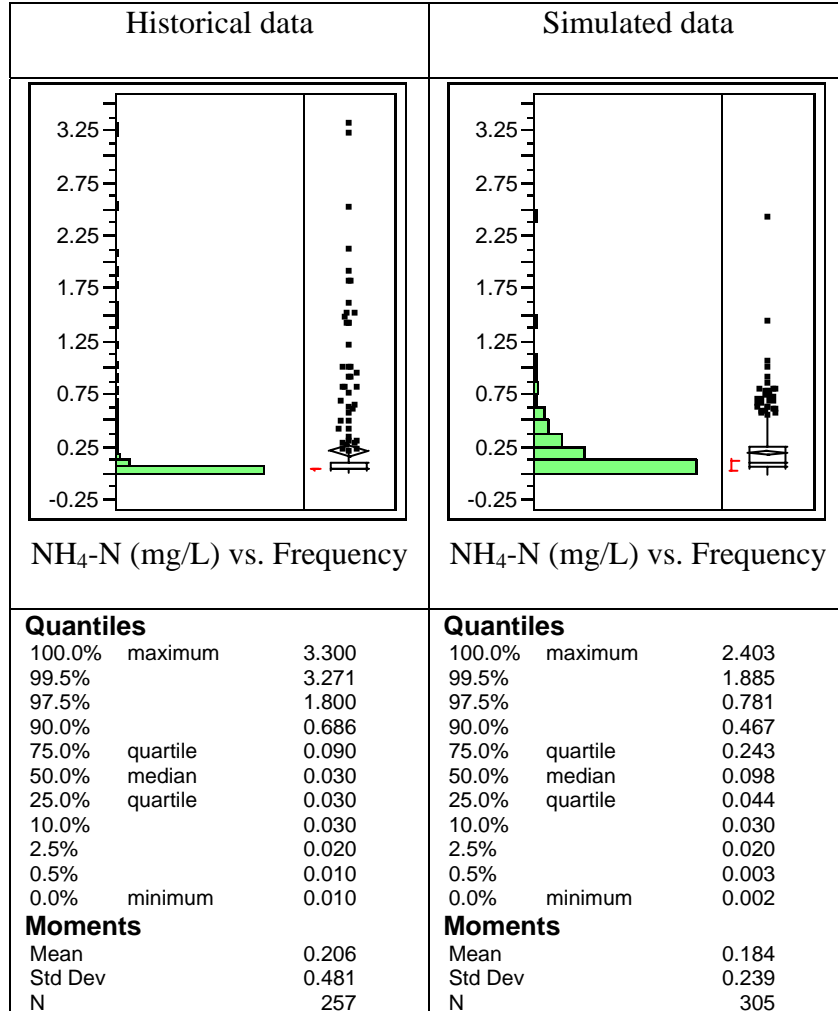 Historical data
Simulated data
3.25
2.75
2.25
1.75
1.25
0.75
0.25
-0.25
NH₄-N (mg/L) vs. Frequency
3.25
2.75
2.25
1.75
1.25
0.75
0.25
-0.25
NH₄-N (mg/L) vs. Frequency
Quantiles
100.0% maximum 3.300
99.5% 3.271
97.5% 1.800
90.0% 0.686
75.0% quartile 0.090
50.0% median 0.030
25.0% quartile 0.030
10.0% 0.030
2.5% 0.020
0.5% 0.010
0.0% minimum 0.010
Moments
Mean 0.206
Std Dev 0.481
N 257
Quantiles
100.0% maximum 2.403
99.5% 1.885
97.5% 0.781
90.0% 0.467
75.0% quartile 0.243
50.0% median 0.098
25.0% quartile 0.044
10.0% 0.030
2.5% 0.020
0.5% 0.003
0.0% minimum 0.002
Moments
Mean 0.184
Std Dev 0.239
N 305